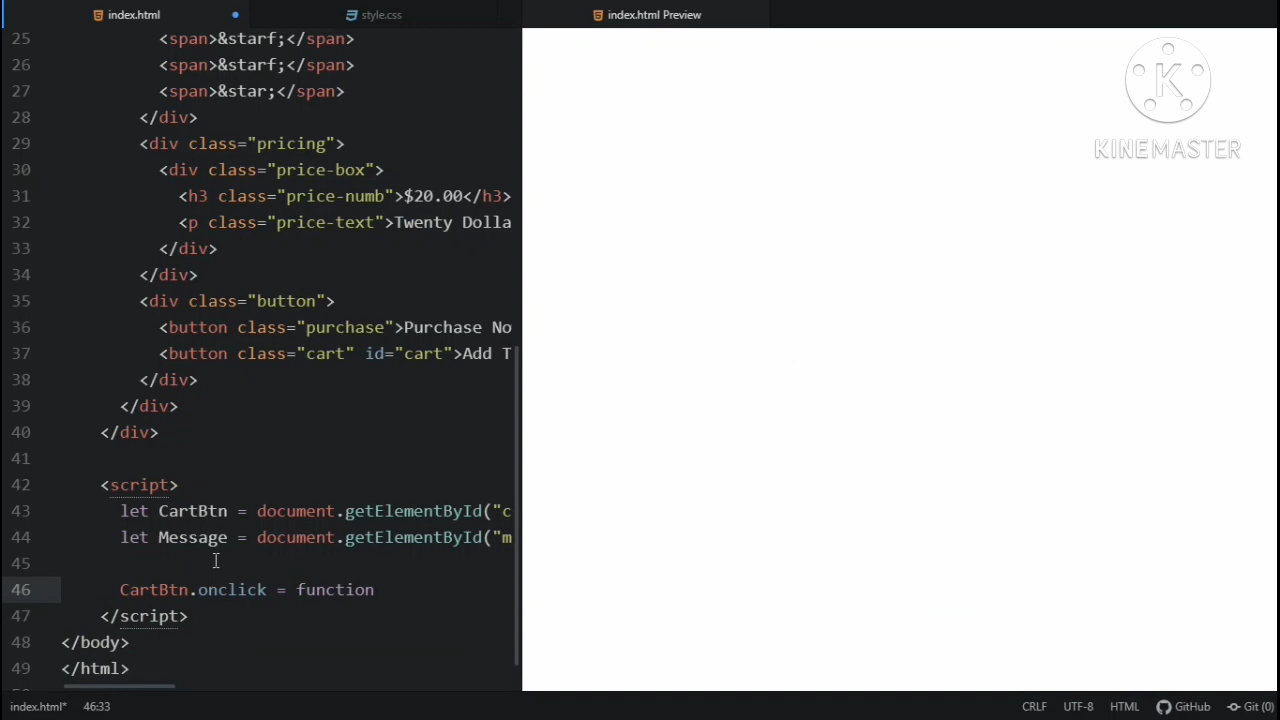 index.html
style.css
index.html Preview
25 <span>&starf;</span>
26 <span>&starf;</span>
27 <span>&star;</span>
28 </div>
29 <div class="pricing">
30 <div class="price-box">
31 <h3 class="price-numb">$20.00</h3>
32 <p class="price-text">Twenty Dolla
33 </div>
34 </div>
35 <div class="button">
36 <button class="purchase">Purchase No
37 <button class="cart" id="cart">Add T
38 </div>
39 </div>
40 </div>
41
42 <script>
43 let CartBtn = document.getElementById("c
44 let Message = document.getElementById("m
45
46 CartBtn.onclick = function
47 </script>
48 </body>
49 </html>
K
KINEMASTER
index.html* 46:33 CRLF UTF-8 HTML GitHub Git (0)